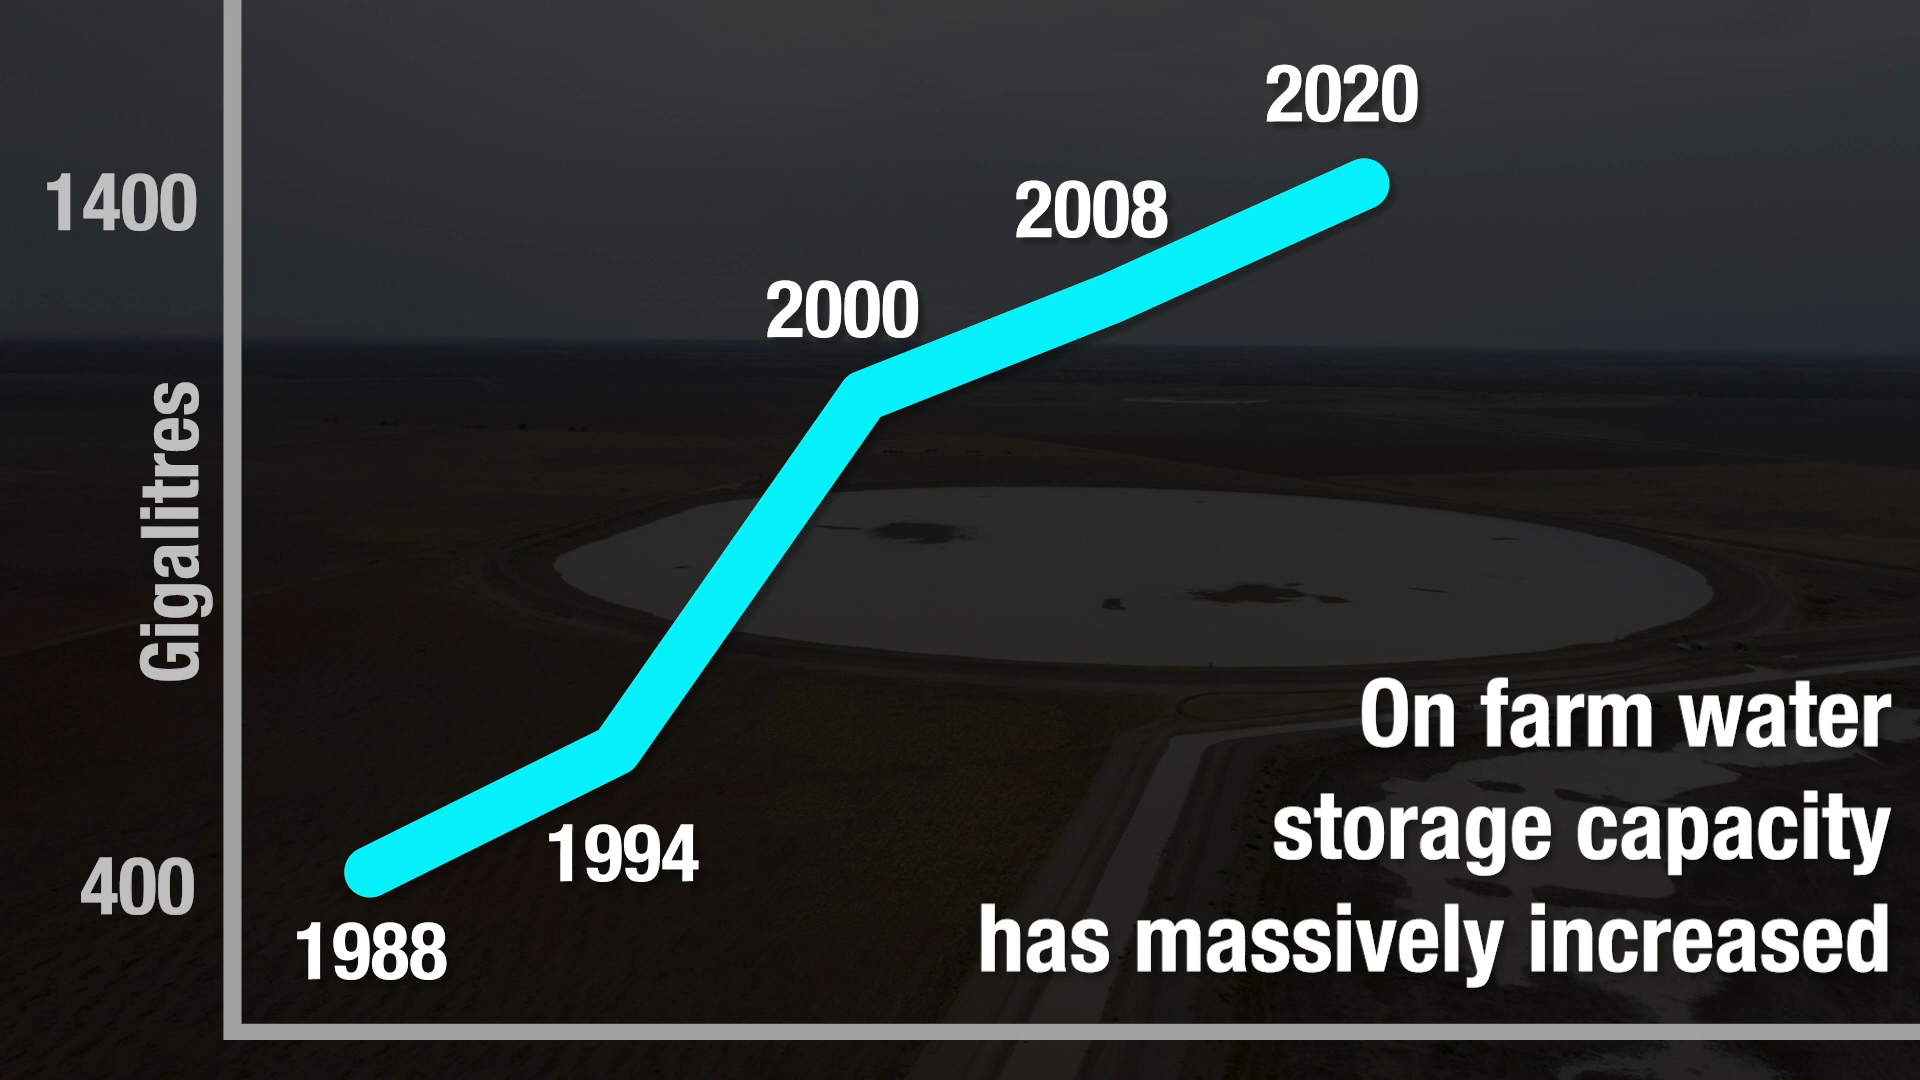 2020
1400
2008
2000
Gigalitres
On farm water
storage capacity
has massively increased
1994
400
1988